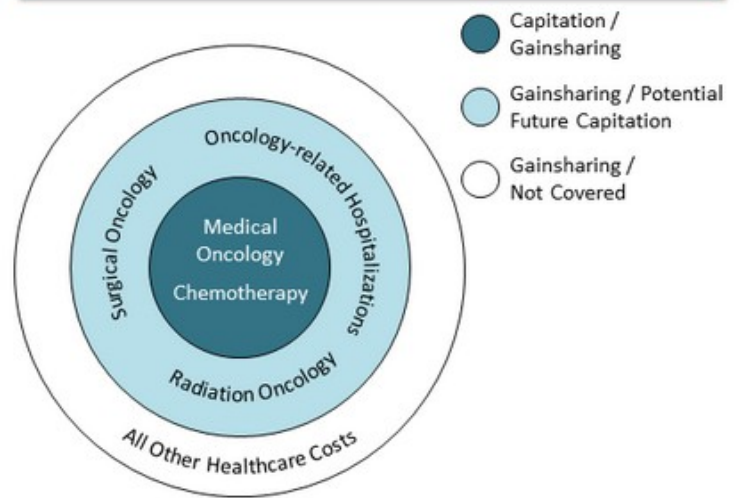 Capitation /
Gainsharing
Gainsharing / Potential
Future Capitation
Gainsharing /
Not Covered
Oncology-related Hospitalizations
Surgical Oncology
Medical
Oncology
Chemotherapy
Radiation Oncology
All Other Healthcare Costs